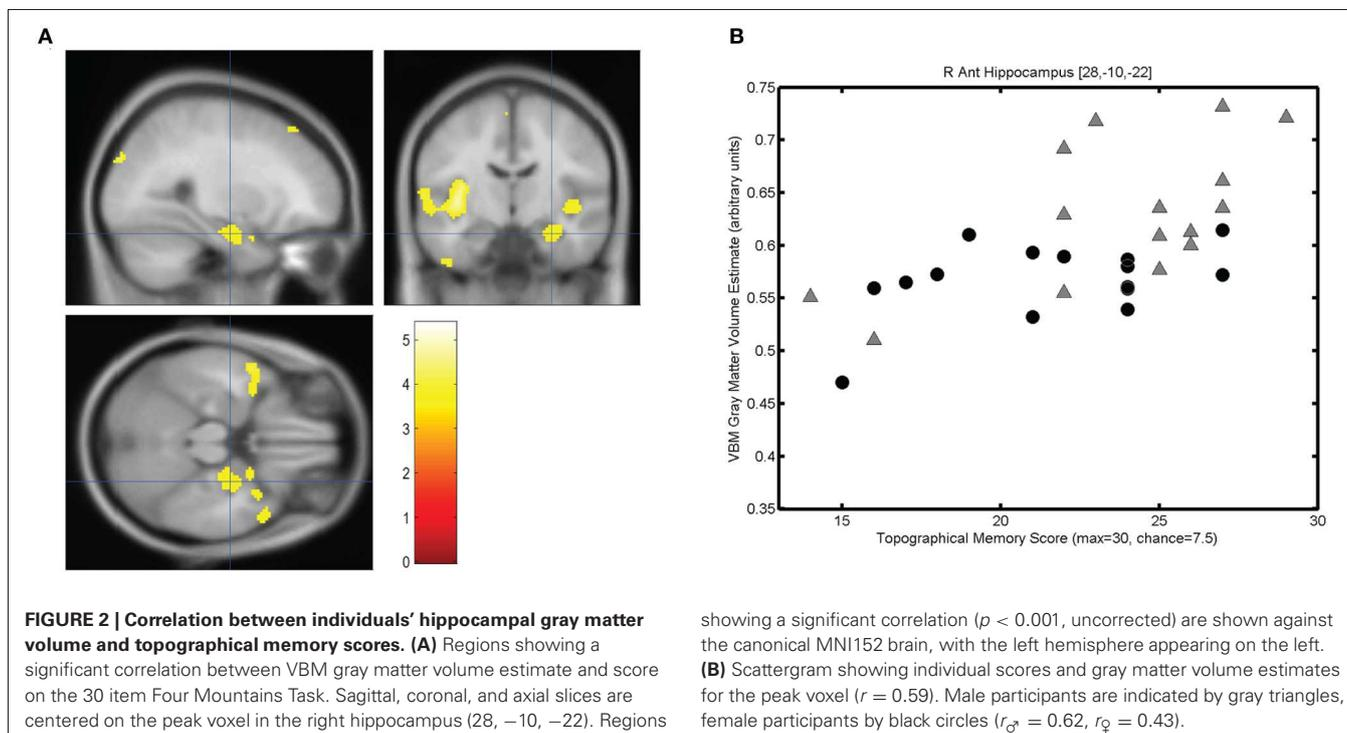 A
5
4
3
2
1
0
B
R Ant Hippocampus [28,-10,-22]
VBM Gray Matter Volume Estimate (arbitrary units)
0.75
0.7
0.65
0.6
0.55
0.5
0.45
0.4
0.35
15
20
25
30
Topographical Memory Score (max=30, chance=7.5)
FIGURE 2 | Correlation between individuals’ hippocampal gray matter
volume and topographical memory scores. (A) Regions showing a
significant correlation between VBM gray matter volume estimate and score
on the 30 item Four Mountains Task. Sagittal, coronal, and axial slices are
centered on the peak voxel in the right hippocampus (28, −10, −22). Regions
showing a significant correlation (p < 0.001, uncorrected) are shown against
the canonical MNI152 brain, with the left hemisphere appearing on the left.
(B) Scattergram showing individual scores and gray matter volume estimates
for the peak voxel (r = 0.59). Male participants are indicated by gray triangles,
female participants by black circles (r♂ = 0.62, r♀ = 0.43).